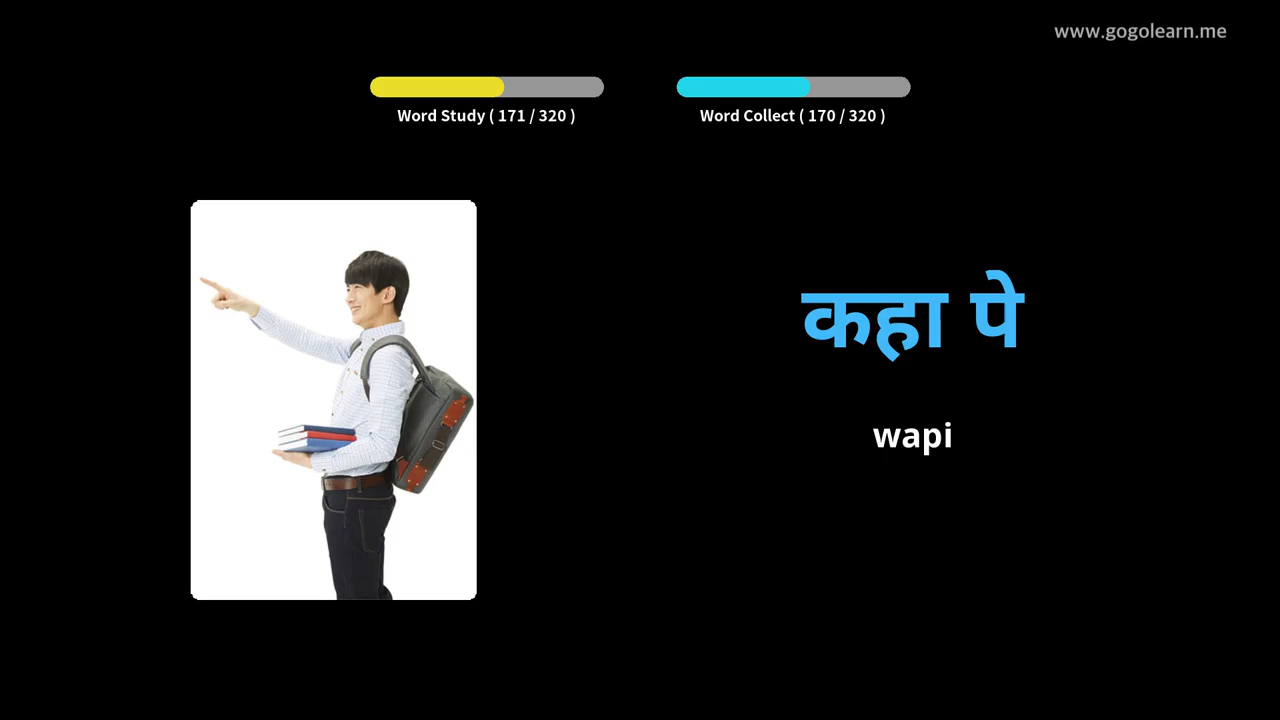 www.gogolearn.me
Word Study ( 171 / 320 )
Word Collect ( 170 / 320 )
कहा पे
wapi